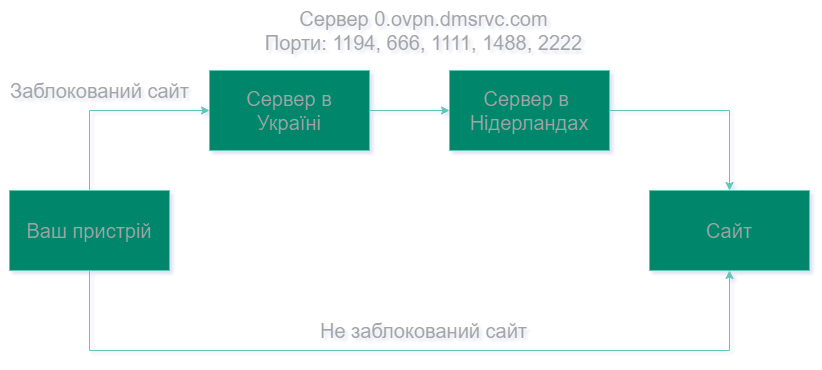 Сервер 0.ovpn.dmsrvc.com
Порти: 1194, 666, 1111, 1488, 2222
Заблокований сайт
Сервер в
Україні
Сервер в
Нідерландах
Ваш пристрій
Сайт
Не заблокований сайт